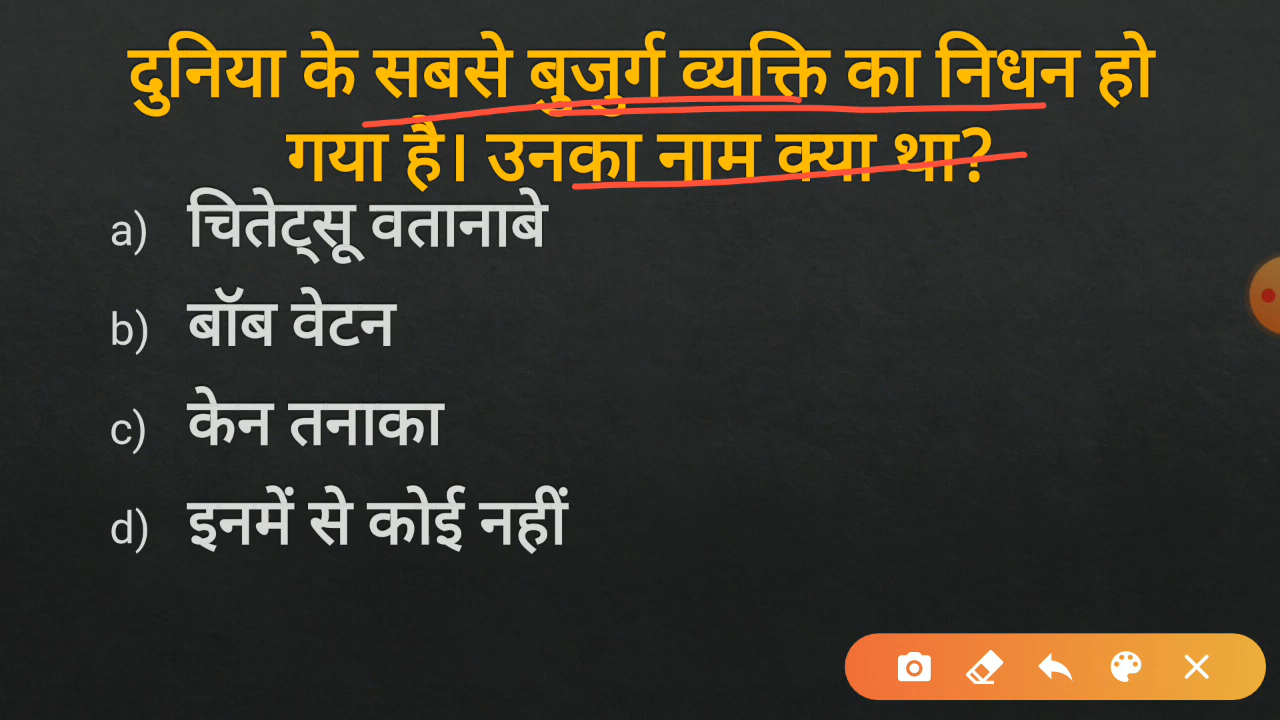 दुनिया के सबसे बुजुर्ग व्यक्ति का निधन हो
गया है। उनका नाम क्या था?
a) चितेट्सू वतानाबे
b) बॉब वेटन
c) केन तनाका
d) इनमें से कोई नहीं